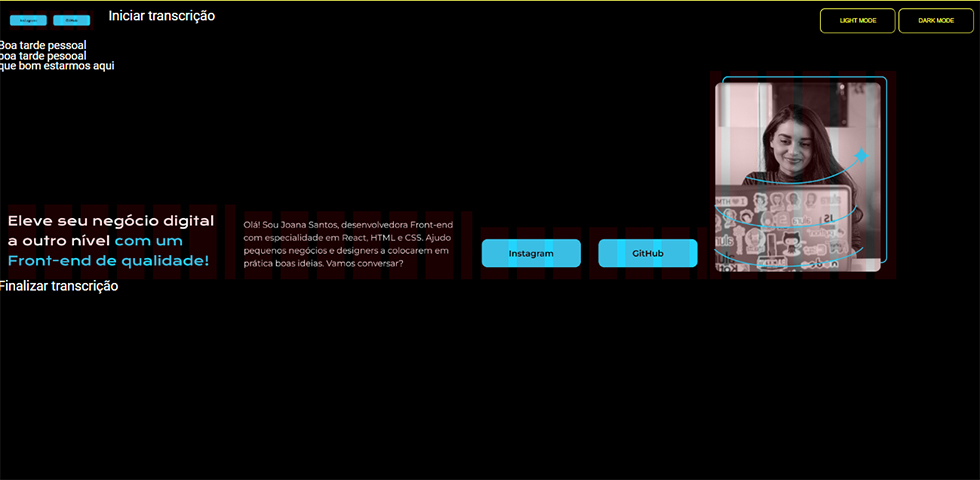 Instagram
GitHub
Iniciar transcrição
LIGHT MODE
DARK MODE
Boa tarde pessoal
boa tarde pesooal
que bom estarmos aqui
Eleve seu negócio digital
a outro nível com um
Front-end de qualidade!
Olá! Sou Joana Santos, desenvolvedora Front-end
com especialidade em React, HTML e CSS. Ajudo
pequenos negócios e designers a colocarem em
prática boas ideias. Vamos conversar?
Instagram
GitHub
Finalizar transcrição